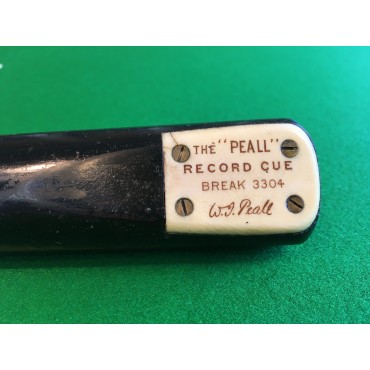 THE "PEALL"
RECORD CUE
BREAK 3304
W.J. Peall